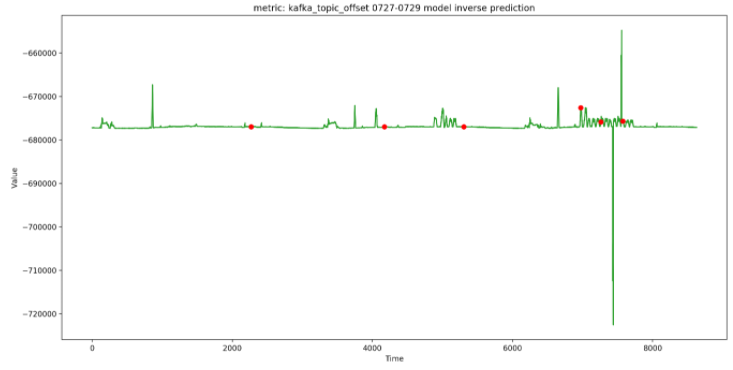 metric: kafka_topic_offset 0727-0729 model inverse prediction
−660000
−670000
−680000
−690000
−700000
−710000
−720000
Value
0 2000 4000 6000 8000
Time